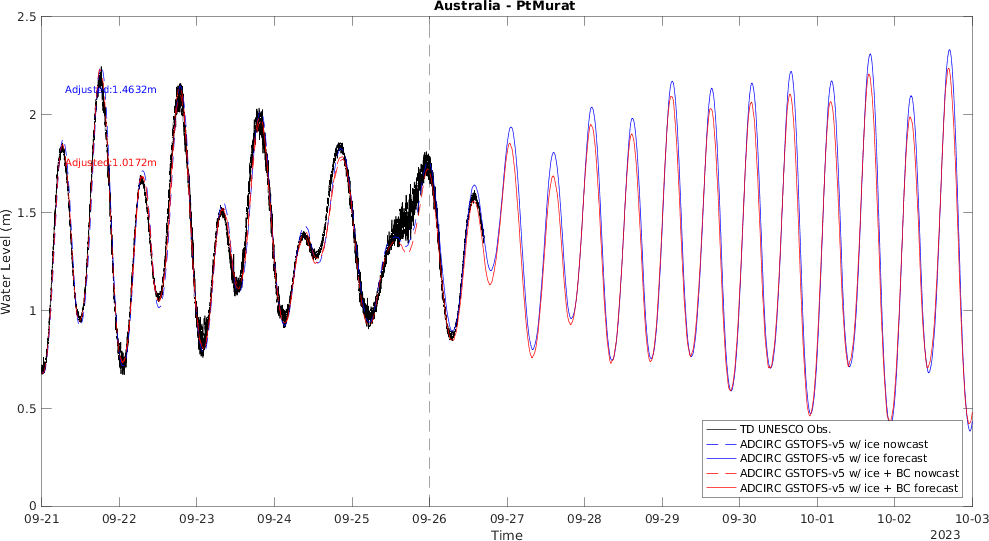 Australia - PtMurat
2.5
2
1.5
1
0.5
0
Water Level (m)
Adjusted:1.4632m
Adjusted:1.0172m
TD UNESCO Obs.
ADCIRC GSTOFS-v5 w/ ice nowcast
ADCIRC GSTOFS-v5 w/ ice forecast
ADCIRC GSTOFS-v5 w/ ice + BC nowcast
ADCIRC GSTOFS-v5 w/ ice + BC forecast
09-21 09-22 09-23 09-24 09-25 09-26 09-27 09-28 09-29 09-30 10-01 10-02 10-03
Time
2023